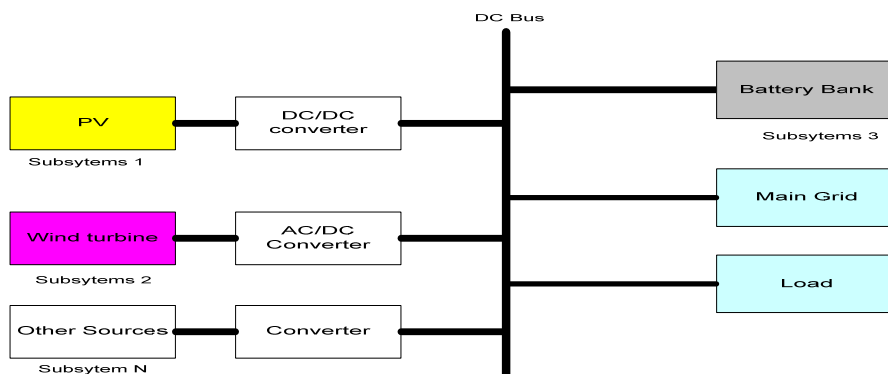 DC Bus
PV
DC/DC
converter
Battery Bank
Subsytems 3
Subsytems 1
Main Grid
Wind turbine
AC/DC
Converter
Subsytems 2
Load
Other Sources
Converter
Subsytem N